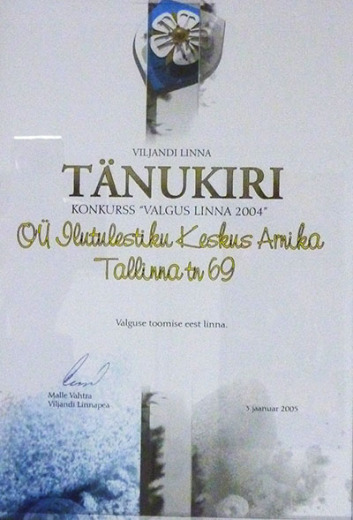 VILJANDI LINNA
TÄNUKIRI
KONKURSS "VALGUS LINNA 2004"
OÜ Ilutulestiku Keskus Arnika
Tallinna tn 69
Valguse toomise eest linna.
Malle Vahtra
Viljandi Linnapea
5 jaanuar 2005